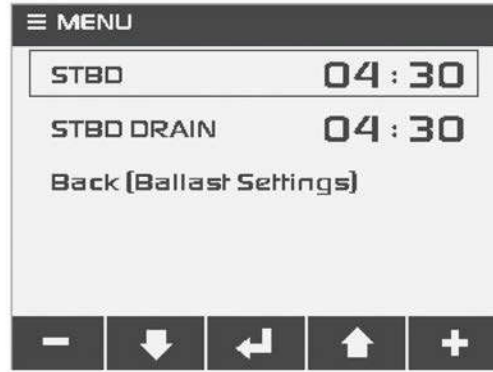 MENU
STBD 04:30
STBD DRAIN 04:30
Back (Ballast Settings)